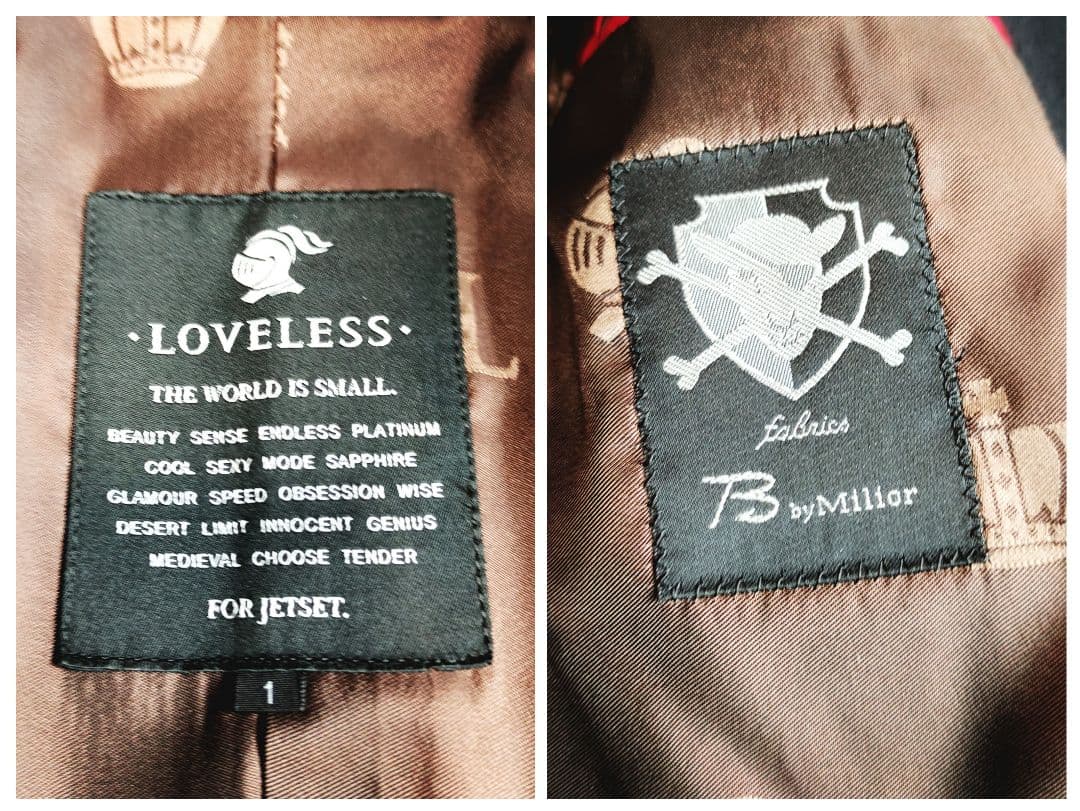 ·LOVELESS·
THE WORLD IS SMALL.
BEAUTY SENSE ENDLESS PLATINUM
COOL SEXY MODE SAPPHIRE
GLAMOUR SPEED OBSESSION WISE
DESERT LIMIT INNOCENT GENIUS
MEDIEVAL CHOOSE TENDER
FOR JETSET.
1
L
fabrics
B by Milior